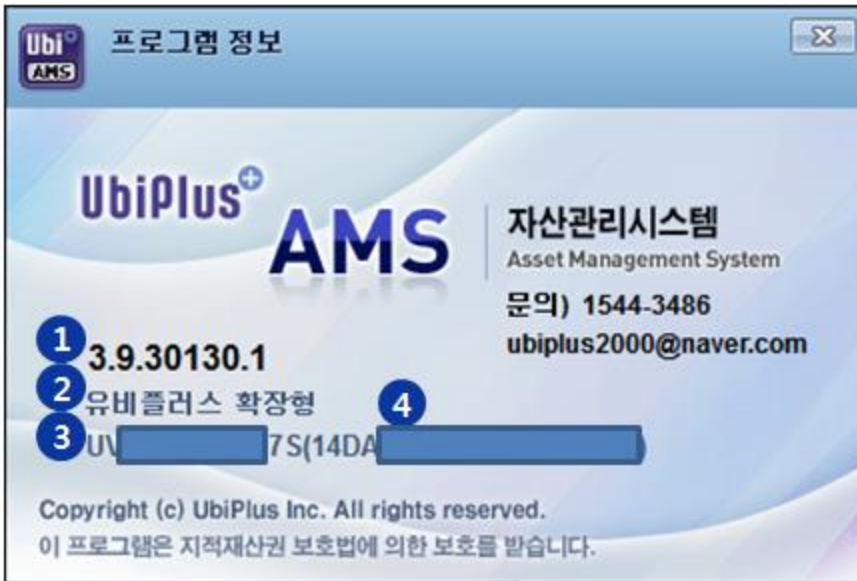 Ubi
AMS
프로그램 정보
UbiPlus
AMS
자산관리시스템
Asset Management System
문의) 1544-3486
ubiplus2000@naver.com
1 3.9.30130.1
2 유비플러스 확장형
4
3 UV 7S(14DA )
Copyright (c) UbiPlus Inc. All rights reserved.
이 프로그램은 지적재산권 보호법에 의한 보호를 받습니다.